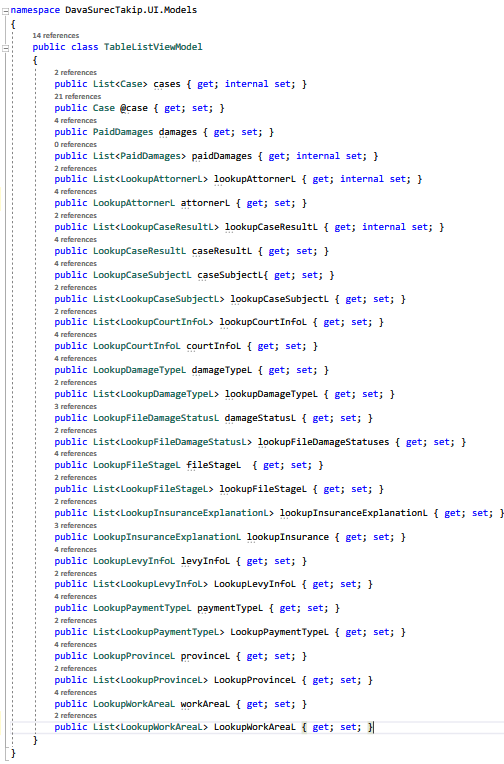 namespace DavaSurecTakip.UI.Models
{
14 references
public class TableListViewModel
{
2 references
public List<Case> cases { get; internal set; }
21 references
public Case @case { get; set; }
4 references
public PaidDamages damages { get; set; }
0 references
public List<PaidDamages> paidDamages { get; internal set; }
2 references
public List<LookupAttornerL> lookupAttornerL { get; internal set; }
4 references
public LookupAttornerL attornerL { get; set; }
2 references
public List<LookupCaseResultL> lookupCaseResultL { get; internal set; }
4 references
public LookupCaseResultL caseResultL { get; set; }
4 references
public LookupCaseSubjectL caseSubjectL{ get; set; }
2 references
public List<LookupCaseSubjectL> lookupCaseSubjectL { get; set; }
2 references
public List<LookupCourtInfoL> lookupCourtInfoL { get; set; }
4 references
public LookupCourtInfoL courtInfoL { get; set; }
4 references
public LookupDamageTypeL damageTypeL { get; set; }
2 references
public List<LookupDamageTypeL> lookupDamageTypeL { get; set; }
3 references
public LookupFileDamageStatusL damageStatusL { get; set; }
2 references
public List<LookupFileDamageStatusL> lookupFileDamageStatuses { get; set; }
4 references
public LookupFileStageL fileStageL  { get; set; }
2 references
public List<LookupFileStageL> lookupFileStageL { get; set; }
2 references
public List<LookupInsuranceExplanationL> lookupInsuranceExplanationL { get; set; }
3 references
public LookupInsuranceExplanationL lookupInsurance { get; set; }
4 references
public LookupLevyInfoL levyInfoL { get; set; }
2 references
public List<LookupLevyInfoL> LookupLevyInfoL { get; set; }
4 references
public LookupPaymentTypeL paymentTypeL { get; set; }
2 references
public List<LookupPaymentTypeL> LookupPaymentTypeL { get; set; }
4 references
public LookupProvinceL provinceL { get; set; }
2 references
public List<LookupProvinceL> LookupProvinceL { get; set; }
4 references
public LookupWorkAreaL workAreaL { get; set; }
2 references
public List<LookupWorkAreaL> LookupWorkAreaL { get; set; }
}
}